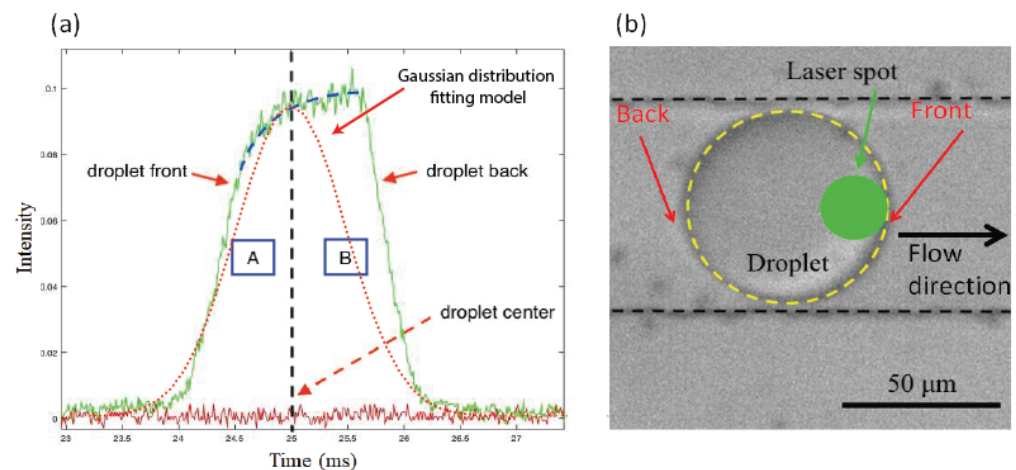 (a)
0.1
0.08
0.06
0.04
0.02
0
Intensity
23
24
24.5
25
25.5
26
26.5
27
Time (ms)
Gaussian distribution
fitting model
droplet front
droplet back
A
B
droplet center
(b)
Laser spot
Back
Front
Droplet
Flow
direction
50 μm